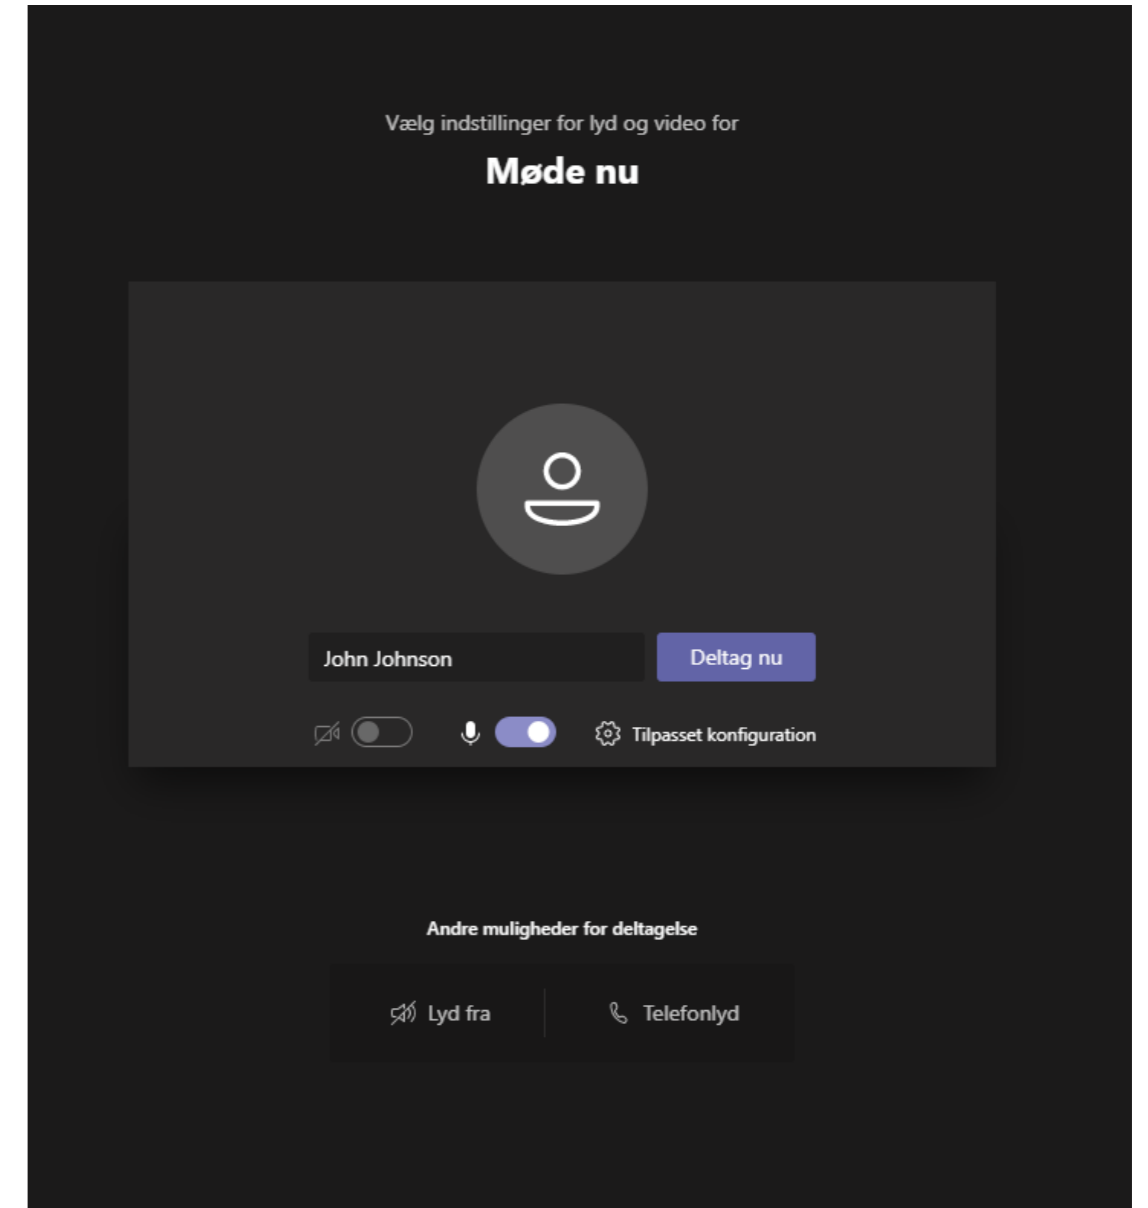 Vælg indstillinger for lyd og video for
Møde nu
John Johnson
Deltag nu
Tilpasset konfiguration
Andre muligheder for deltagelse
Lyd fra
Telefonlyd